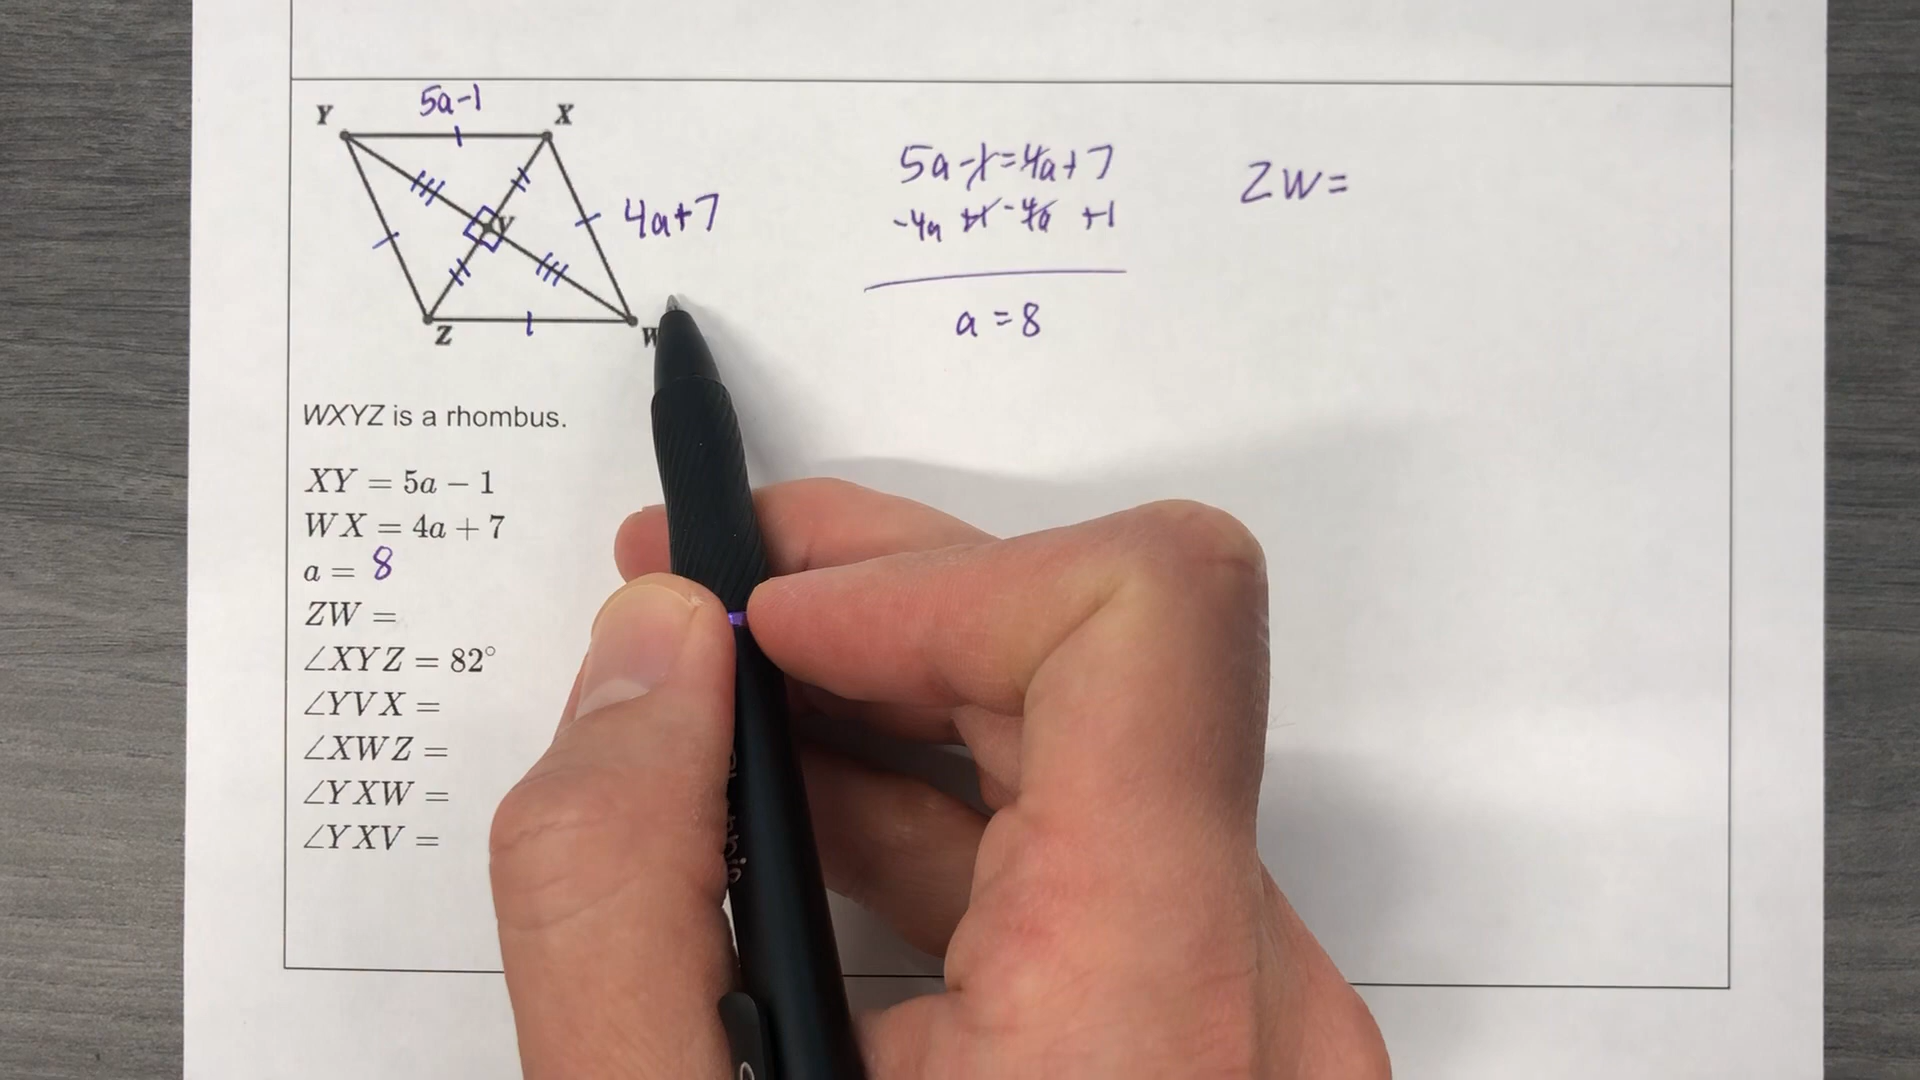 5a-1
Y
X
V
4a+7
Z
W
5a-1=4a+7
-4a +1 -4a +1
a=8
ZW=
WXYZ is a rhombus.
XY = 5a − 1
WX = 4a + 7
a = 8
ZW =
∠XYZ = 82°
∠YVX =
∠XWZ =
∠YXW =
∠YXV =